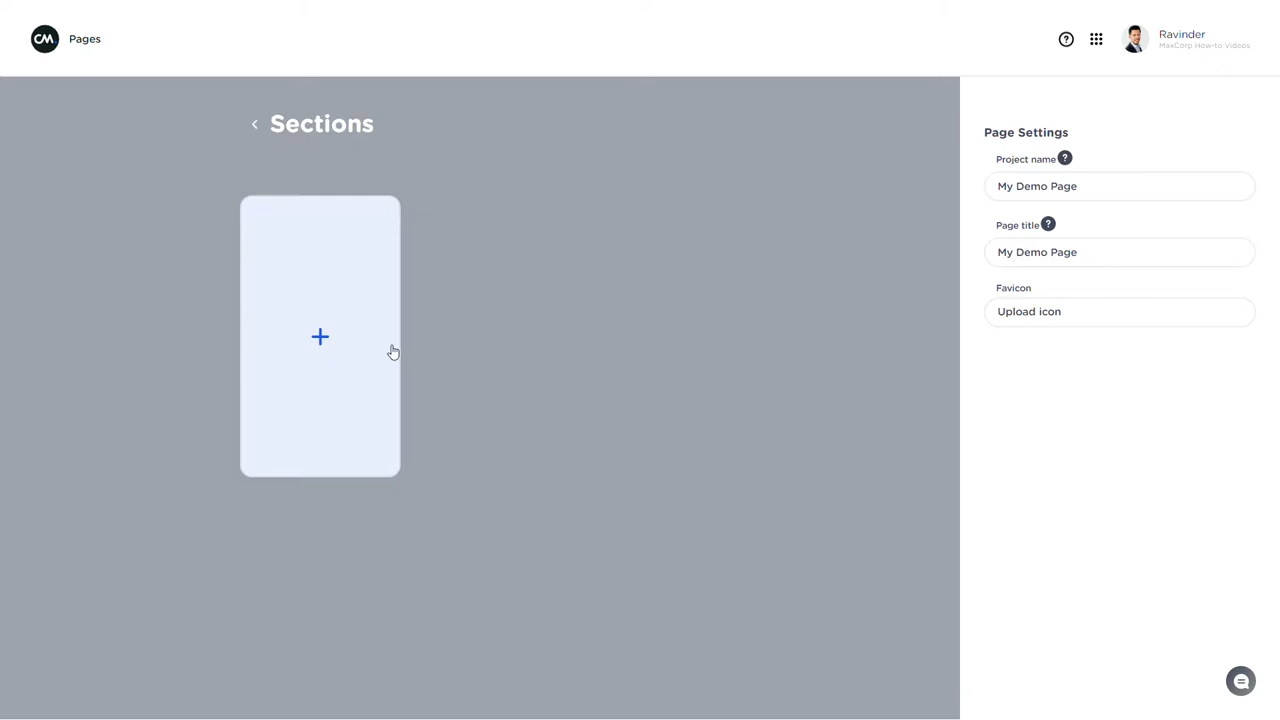 CM.
Pages
Ravinder
MaxCorp How-to Videos
Sections
Page Settings
Project name ?
My Demo Page
Page title ?
My Demo Page
Favicon
Upload icon